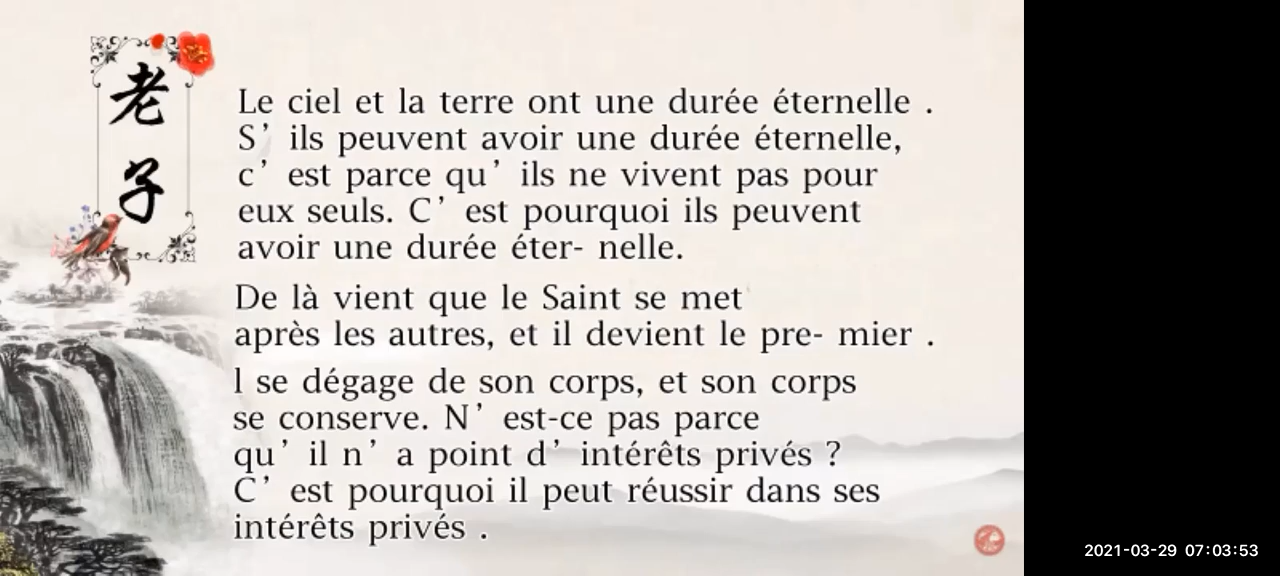 老子
Le ciel et la terre ont une durée éternelle .
S’ ils peuvent avoir une durée éternelle,
c’ est parce qu’ ils ne vivent pas pour
eux seuls. C’ est pourquoi ils peuvent
avoir une durée éter- nelle.
De là vient que le Saint se met
après les autres, et il devient le pre- mier .
l se dégage de son corps, et son corps
se conserve. N’ est-ce pas parce
qu’ il n’ a point d’ intérêts privés ?
C’ est pourquoi il peut réussir dans ses
intérêts privés .
2021-03-29 07:03:53